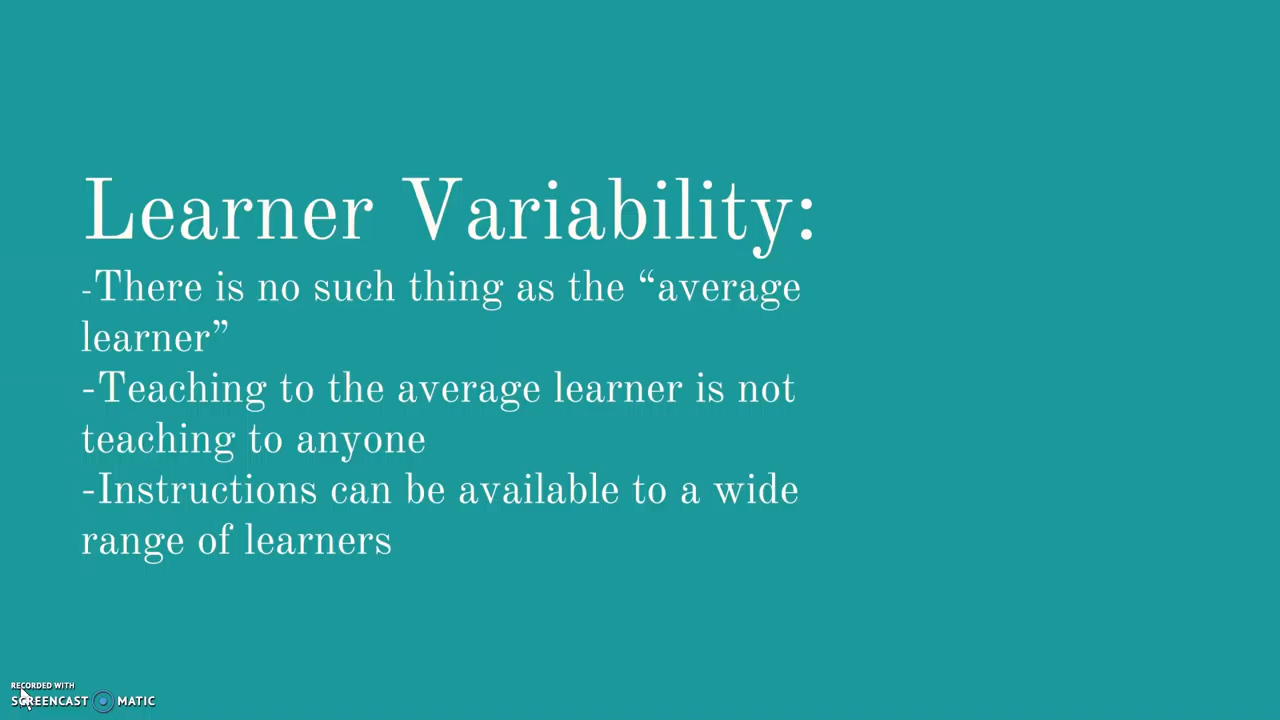 Learner Variability:
-There is no such thing as the “average
learner”
-Teaching to the average learner is not
teaching to anyone
-Instructions can be available to a wide
range of learners
RECORDED WITH
SCREENCAST MATIC